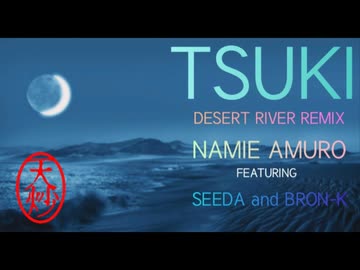 TSUKI
DESERT RIVER REMIX
NAMIE AMURO
FEATURING
SEEDA and BRON-K